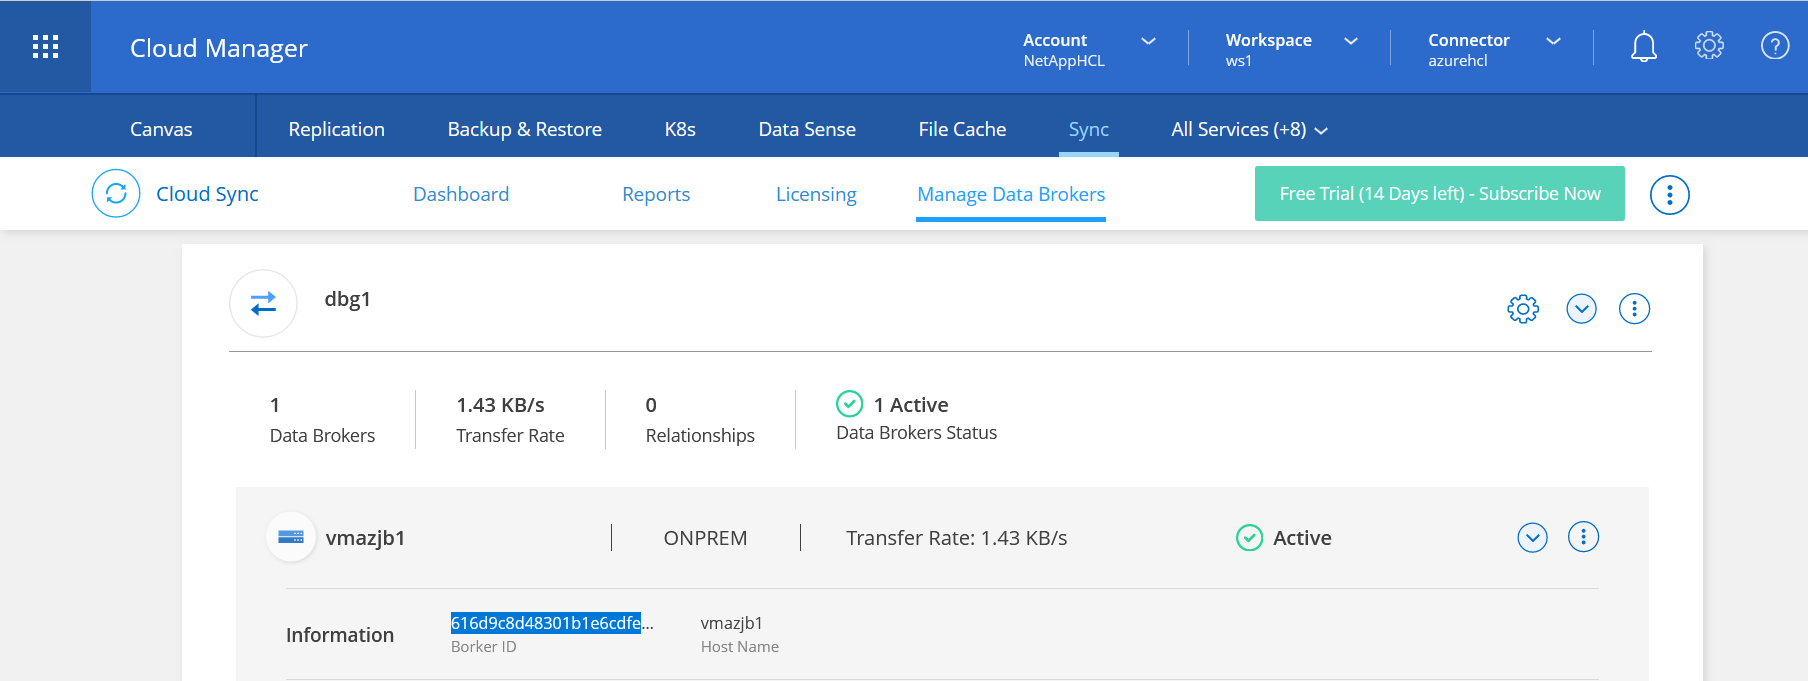 Cloud Manager
Account
NetAppHCL
Workspace
ws1
Connector
azurehcl
?
Canvas
Replication
Backup & Restore
K8s
Data Sense
File Cache
Sync
All Services (+8)
Cloud Sync
Dashboard
Reports
Licensing
Manage Data Brokers
Free Trial (14 Days left) - Subscribe Now
dbg1
1
Data Brokers
1.43 KB/s
Transfer Rate
0
Relationships
1 Active
Data Brokers Status
vmazjb1
ONPREM
Transfer Rate: 1.43 KB/s
Active
Information
616d9c8d48301b1e6cdfe...
Borker ID
vmazjb1
Host Name